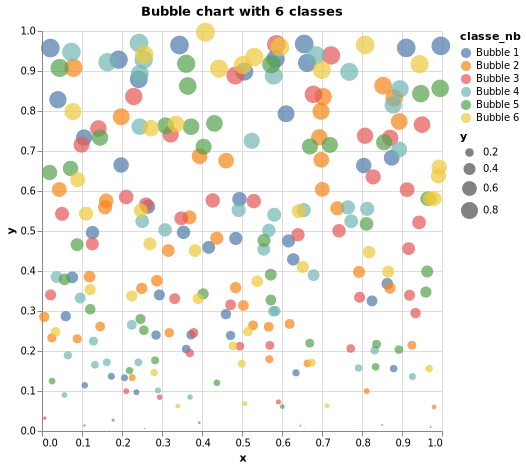 Bubble chart with 6 classes
1.0
0.9
0.8
0.7
0.6
0.5
0.4
0.3
0.2
0.1
0.0
y
0.0 0.1 0.2 0.3 0.4 0.5 0.6 0.7 0.8 0.9 1.0
x
classe_nb
Bubble 1
Bubble 2
Bubble 3
Bubble 4
Bubble 5
Bubble 6
y
0.2
0.4
0.6
0.8